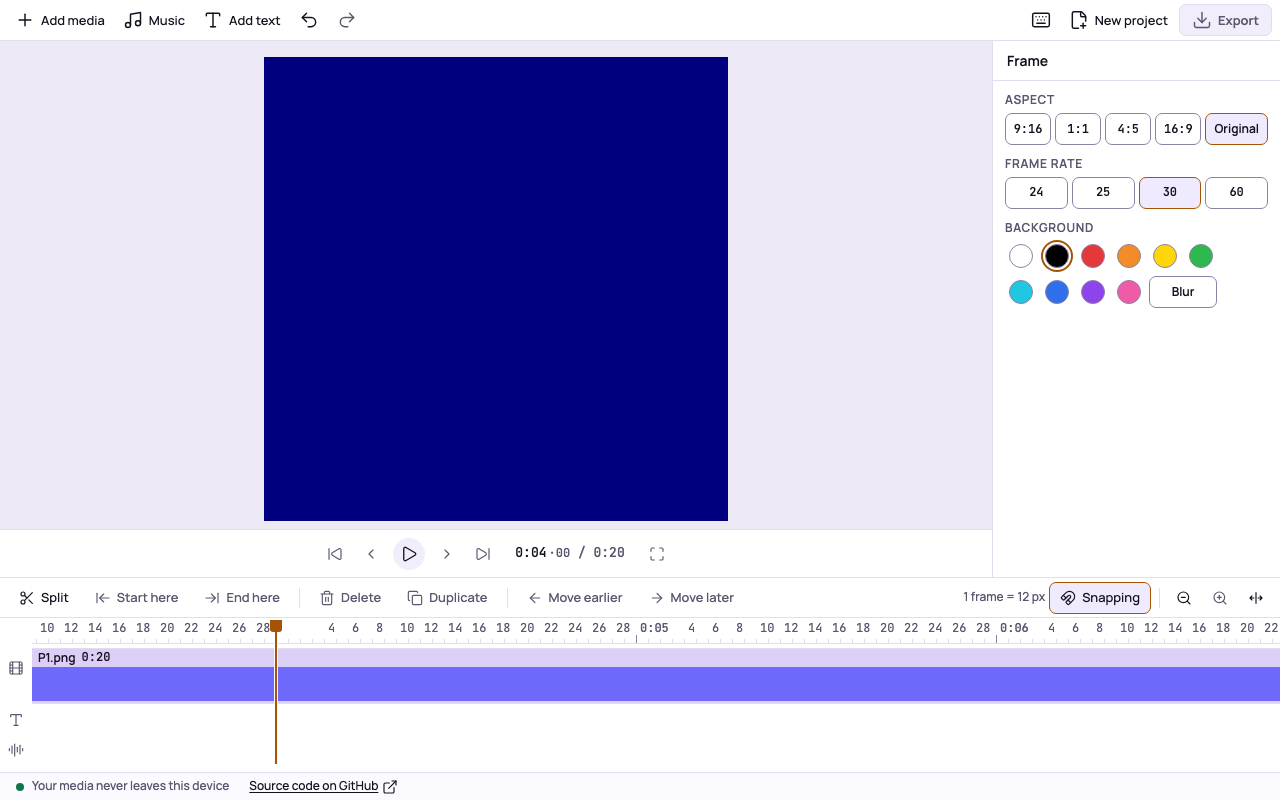 Add media Music Add text New project Export
Frame
ASPECT
9:16 1:1 4:5 16:9 Original
FRAME RATE
24 25 30 60
BACKGROUND
Blur
0:04·00 / 0:20
Split Start here End here Delete Duplicate Move earlier Move later 1 frame = 12 px Snapping
10 12 14 16 18 20 22 24 26 28 4 6 8 10 12 14 16 18 20 22 24 26 28 0:05 4 6 8 10 12 14 16 18 20 22 24 26 28 0:06 4 6 8 10 12 14 16 18 20 22
P1.png 0:20
Your media never leaves this device Source code on GitHub